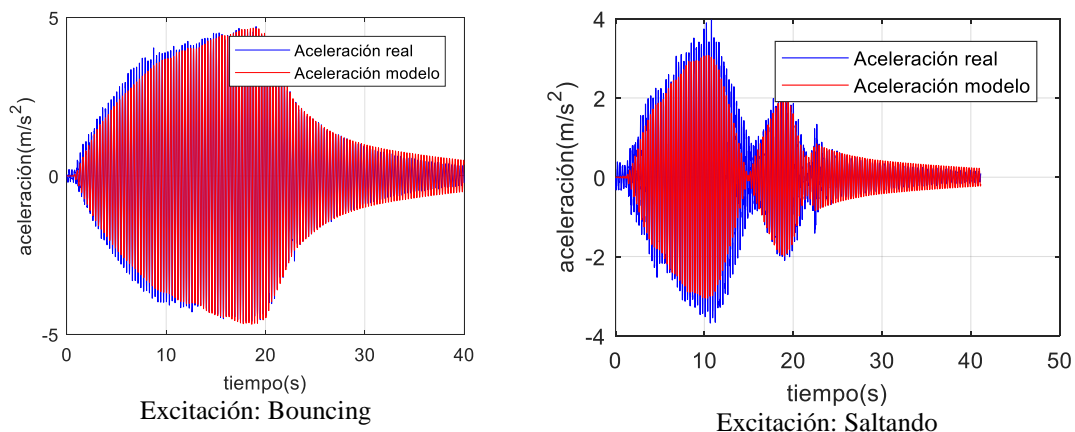 5
0
-5
0
10
20
30
40
aceleración(m/s²)
tiempo(s)
Aceleración real
Aceleración modelo
Excitación: Bouncing
4
2
0
-2
-4
0
10
20
30
40
50
aceleración(m/s²)
tiempo(s)
Aceleración real
Aceleración modelo
Excitación: Saltando